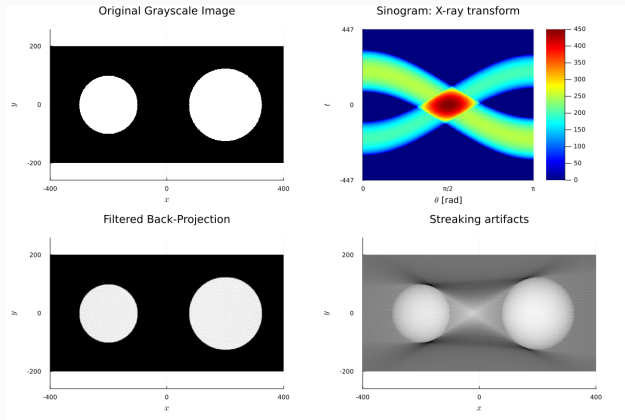 Original Grayscale Image
200
0
-200
y
-400
0
400
x
Sinogram: X-ray transform
447
0
-447
t
0
π/2
π
θ [rad]
450
400
350
300
250
200
150
100
50
0
Filtered Back-Projection
200
0
-200
y
-400
0
400
x
Streaking artifacts
200
0
-200
y
-400
0
400
x